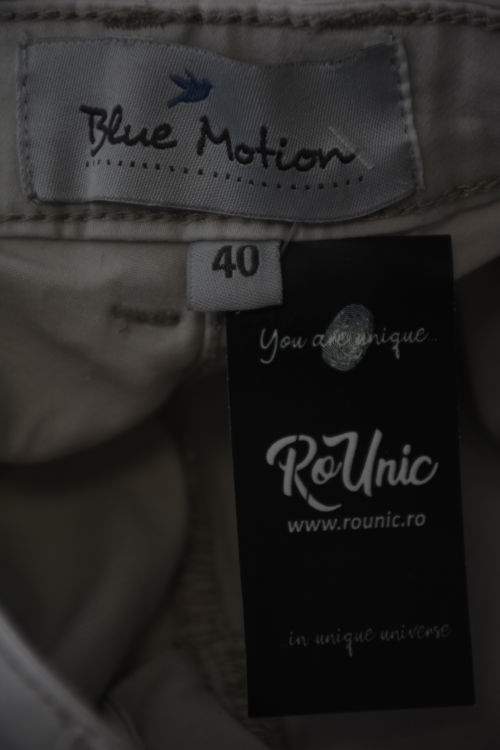 Blue Motion
40
You are unique...
RoUnic
www.rounic.ro
in unique universe